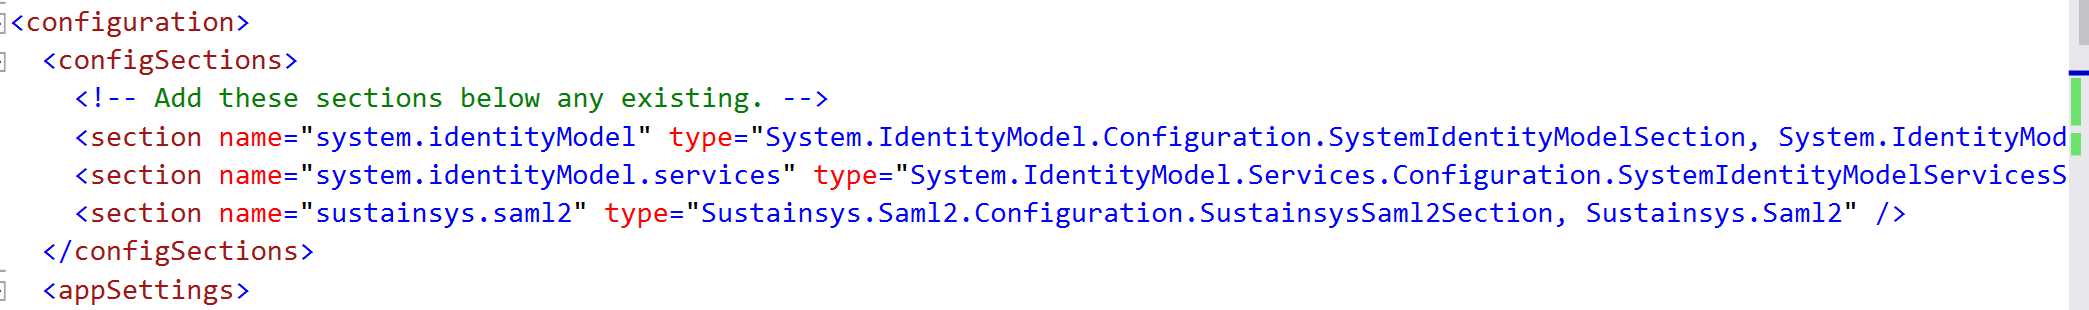 <configuration>
<configSections>
<!-- Add these sections below any existing. -->
<section name="system.identityModel" type="System.IdentityModel.Configuration.SystemIdentityModelSection, System.IdentityMod
<section name="system.identityModel.services" type="System.IdentityModel.Services.Configuration.SystemIdentityModelServicesS
<section name="sustainsys.saml2" type="Sustainsys.Saml2.Configuration.SustainsysSaml2Section, Sustainsys.Saml2" />
</configSections>
<appSettings>